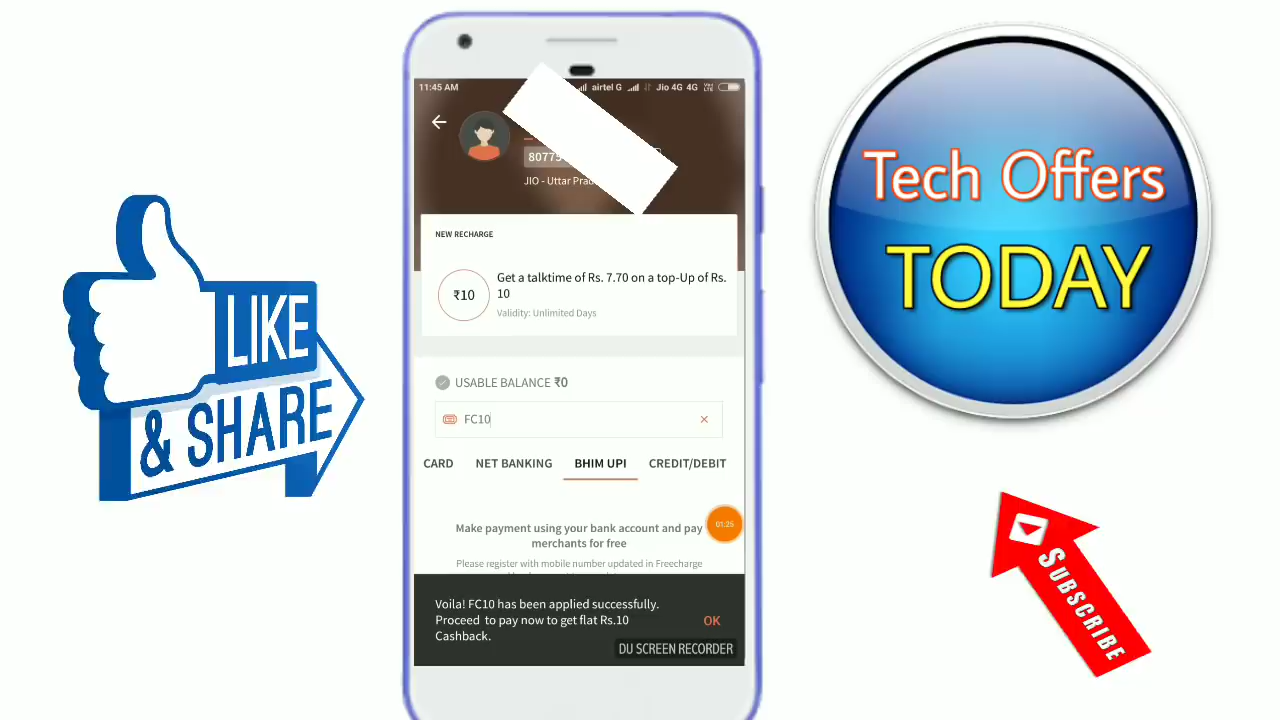 LIKE
& SHARE
11:45 AM
airtel G
Jio 4G 4G
80775
JIO - Uttar
NEW RECHARGE
₹10
Get a talktime of Rs. 7.70 on a top-Up of Rs.
10
Validity: Unlimited Days
USABLE BALANCE ₹0
FC10
CARD NET BANKING BHIM UPI CREDIT/DEBIT
Make payment using your bank account and pay
merchants for free
Please register with mobile number updated in Freecharge
01:25
Voila! FC10 has been applied successfully.
Proceed to pay now to get flat Rs.10
Cashback.
OK
DU SCREEN RECORDER
Tech Offers
TODAY
SUBSCRIBE